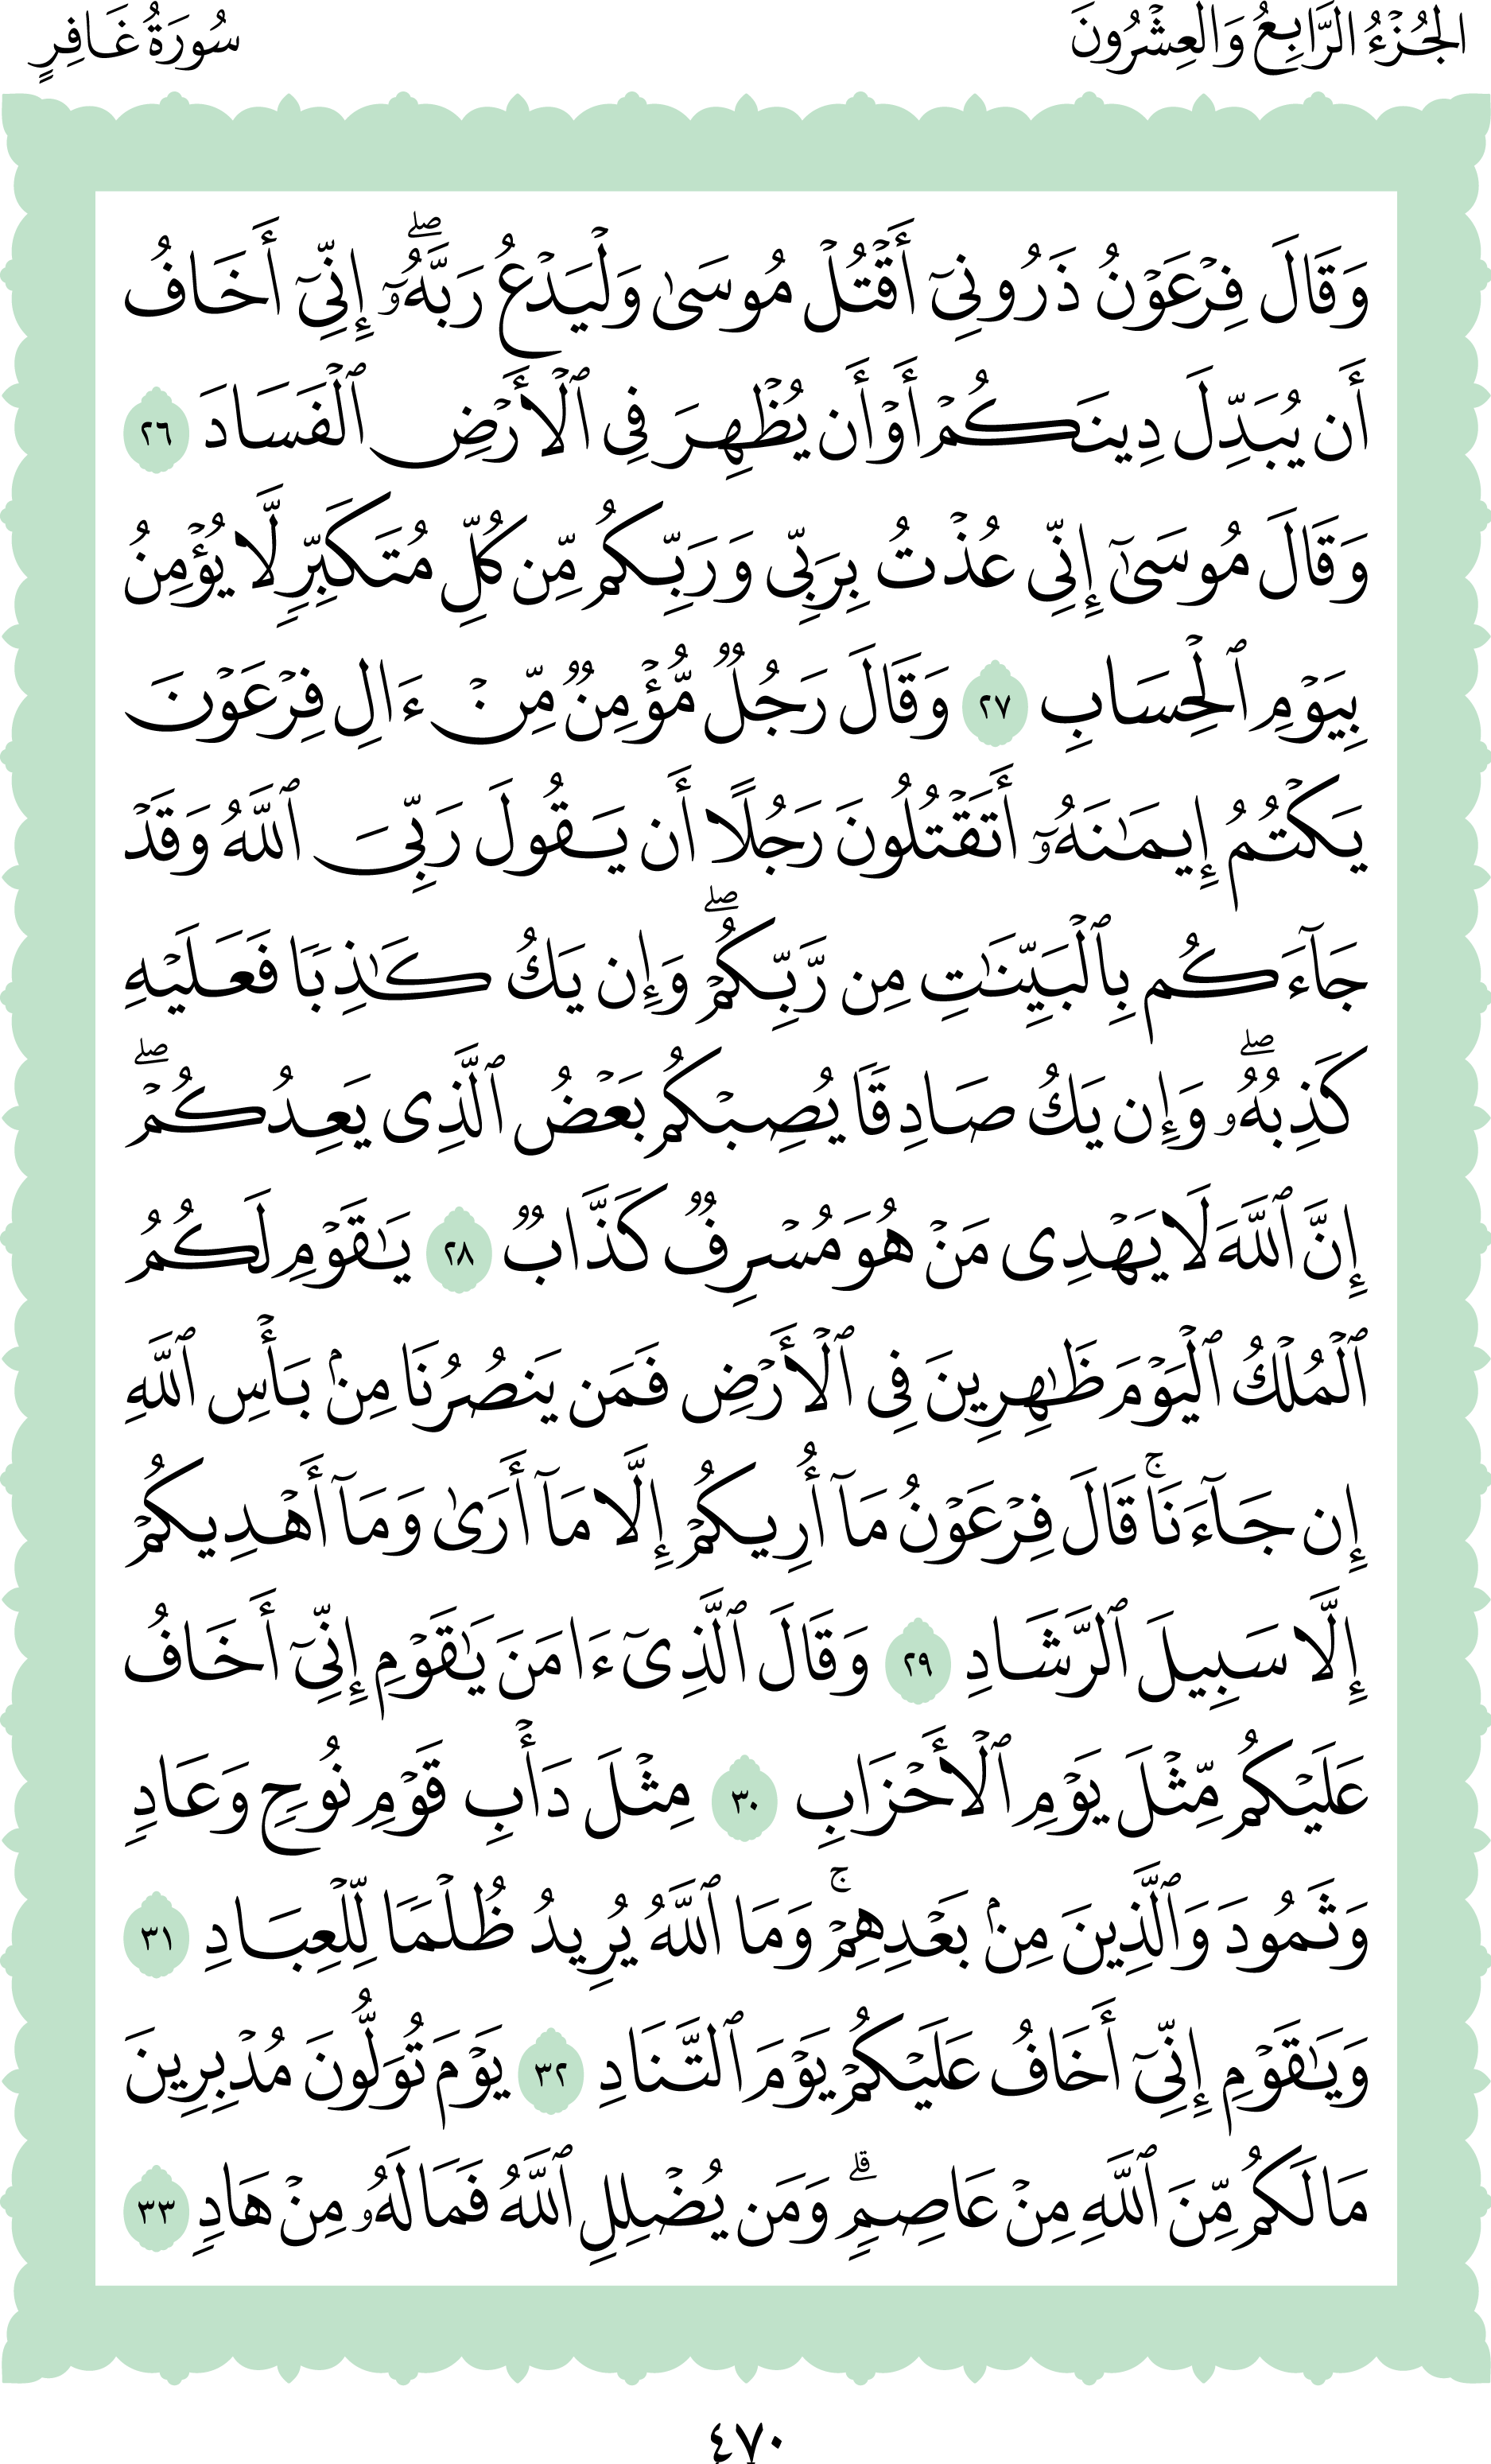 الجُزْءُ الرَّابِعُ وَالعِشْرُونَ
سُورَةُ غَافِرٍ
وَقَالَ فِرْعَوْنُ ذَرُونِىٓ أَقْتُلْ مُوسَىٰ وَلْيَدْعُ رَبَّهُۥٓ ۖ إِنِّىٓ أَخَافُ
أَن يُبَدِّلَ دِينَكُمْ أَوْ أَن يُظْهِرَ فِى ٱلْأَرْضِ ٱلْفَسَادَ ٢٦
وَقَالَ مُوسَىٰٓ إِنِّى عُذْتُ بِرَبِّى وَرَبِّكُم مِّن كُلِّ مُتَكَبِّرٍ لَّا يُؤْمِنُ
بِيَوْمِ ٱلْحِسَابِ ٢٧ وَقَالَ رَجُلٌ مُّؤْمِنٌ مِّنْ ءَالِ فِرْعَوْنَ
يَكْتُمُ إِيمَـٰنَهُۥٓ أَتَقْتُلُونَ رَجُلًا أَن يَقُولَ رَبِّىَ ٱللَّهُ وَقَدْ
جَآءَكُم بِٱلْبَيِّنَـٰتِ مِن رَّبِّكُمْ ۖ وَإِن يَكُ كَـٰذِبًا فَعَلَيْهِ
كَذِبُهُۥ ۖ وَإِن يَكُ صَادِقًا يُصِبْكُم بَعْضُ ٱلَّذِى يَعِدُكُمْ ۖ
إِنَّ ٱللَّهَ لَا يَهْدِى مَنْ هُوَ مُسْرِفٌ كَذَّابٌ ٢٨ يَـٰقَوْمِ لَكُمُ
ٱلْمُلْكُ ٱلْيَوْمَ ظَـٰهِرِينَ فِى ٱلْأَرْضِ فَمَن يَنصُرُنَا مِنۢ بَأْسِ ٱللَّهِ
إِن جَآءَنَا ۚ قَالَ فِرْعَوْنُ مَآ أُرِيكُمْ إِلَّا مَآ أَرَىٰ وَمَآ أَهْدِيكُمْ
إِلَّا سَبِيلَ ٱلرَّشَادِ ٢٩ وَقَالَ ٱلَّذِىٓ ءَامَنَ يَـٰقَوْمِ إِنِّىٓ أَخَافُ
عَلَيْكُم مِّثْلَ يَوْمِ ٱلْأَحْزَابِ ٣٠ مِثْلَ دَأْبِ قَوْمِ نُوحٍ وَعَادٍ
وَثَمُودَ وَٱلَّذِينَ مِنۢ بَعْدِهِمْ ۚ وَمَا ٱللَّهُ يُرِيدُ ظُلْمًا لِّلْعِبَادِ ٣١
وَيَـٰقَوْمِ إِنِّىٓ أَخَافُ عَلَيْكُمْ يَوْمَ ٱلتَّنَادِ ٣٢ يَوْمَ تُوَلُّونَ مُدْبِرِينَ
مَا لَكُم مِّنَ ٱللَّهِ مِنْ عَاصِمٍ ۗ وَمَن يُضْلِلِ ٱللَّهُ فَمَا لَهُۥ مِنْ هَادٍ ٣٣
٤٧٠